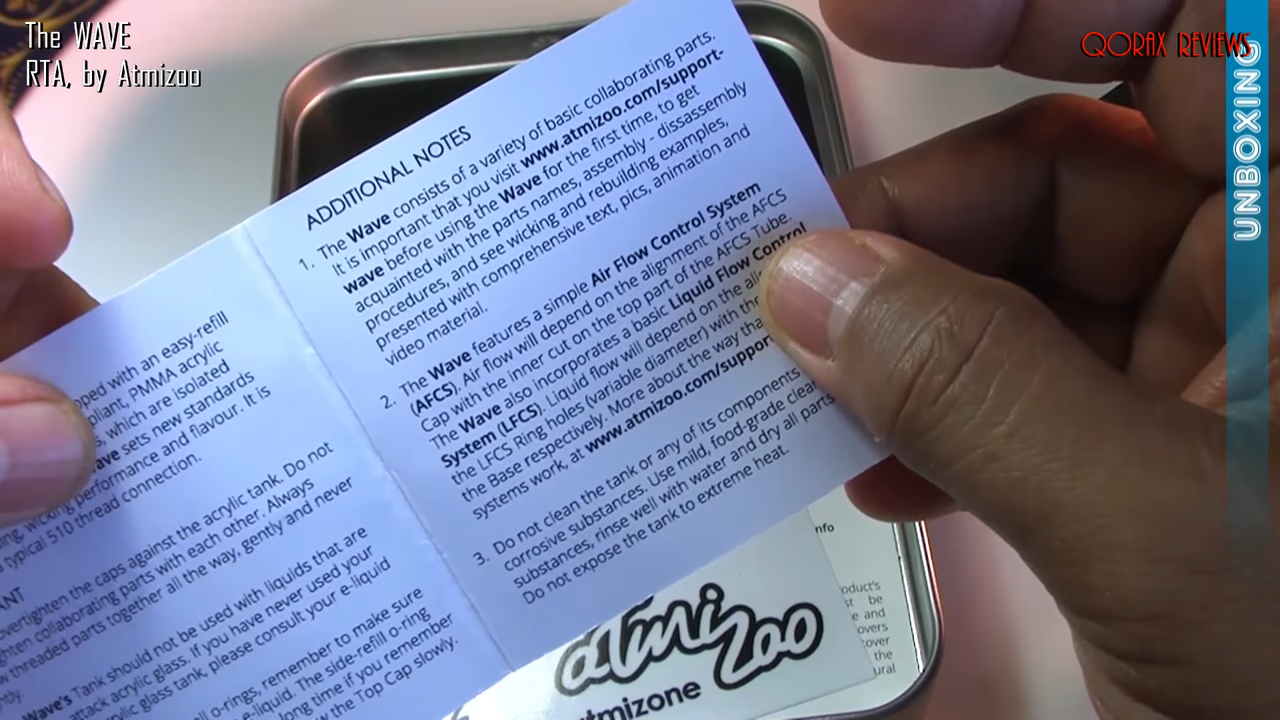 The WAVE
RTA, by Atmizoo
QORAX REVIEWS
UNBOXING
ADDITIONAL NOTES
1. The Wave consists of a variety of basic collaborating parts.
It is important that you visit www.atmizoo.com/support-
wave before using the Wave for the first time, to get
acquainted with the parts names, assembly - dissassembly
procedures, and see wicking and rebuilding examples,
presented with comprehensive text, pics, animation and
video material.
2. The Wave features a simple Air Flow Control System
(AFCS). Air flow will depend on the alignment of the AFCS
Cap with the inner cut on the top part of the AFCS Tube.
The Wave also incorporates a basic Liquid Flow Control
System (LFCS). Liquid flow will depend on the
the LFCS Ring holes (variable diameter) with the
the Base respectively. More about the way
systems work, at www.atmizoo.com/support
3. Do not clean the tank or any of its components
corrosive substances. Use mild, food-grade
substances, rinse well with water and dry all parts
Do not expose the tank to extreme heat.
with an easy-refill
PMMA acrylic
which are isolated
sets new standards
wicking performance and flavour. It is
typical 510 thread connection.
overtighten the caps against the acrylic tank. Do not
collaborating parts with each other. Always
threaded parts together all the way, gently and never
Wave's Tank should not be used with liquids that are
attack acrylic glass. If you have never used your
glass tank, please consult your e-liquid
o-rings, remember to make sure
e-liquid. The side-refill o-ring
long time if you remember
the Top Cap slowly.
atmizoo
atmizone
info
product's
be
and
covers
cover
the